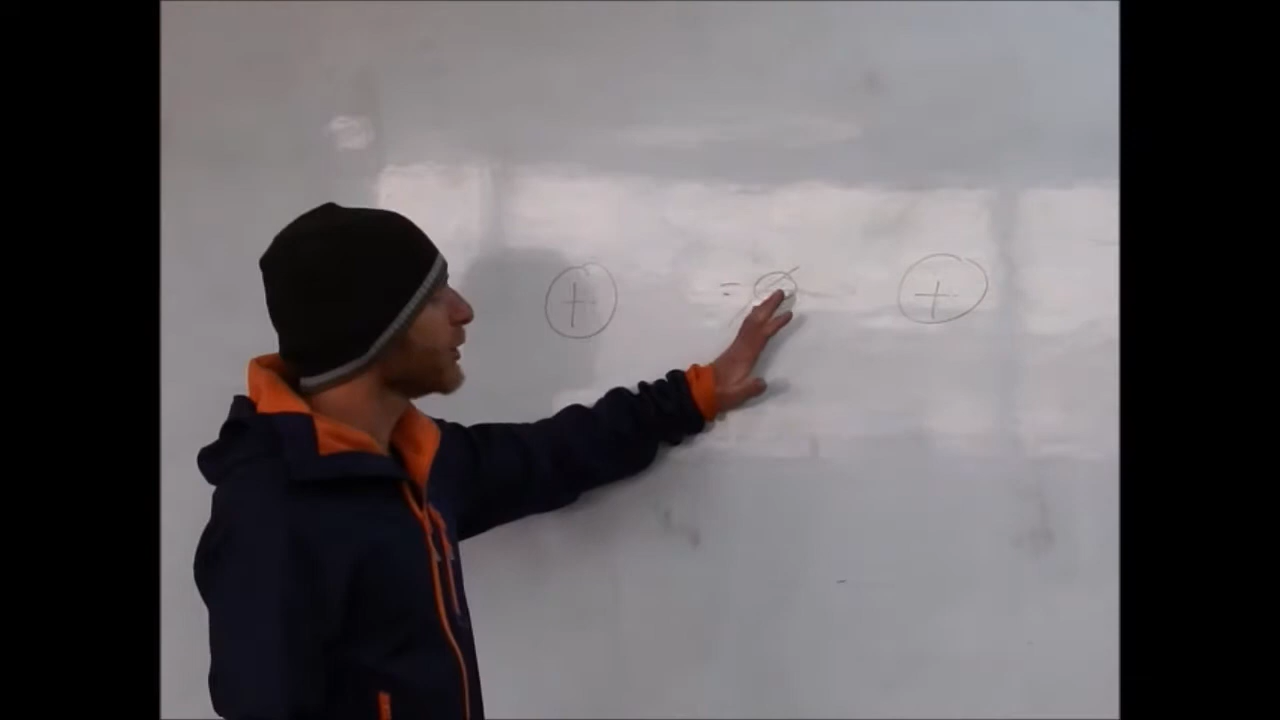 + = ∅ +